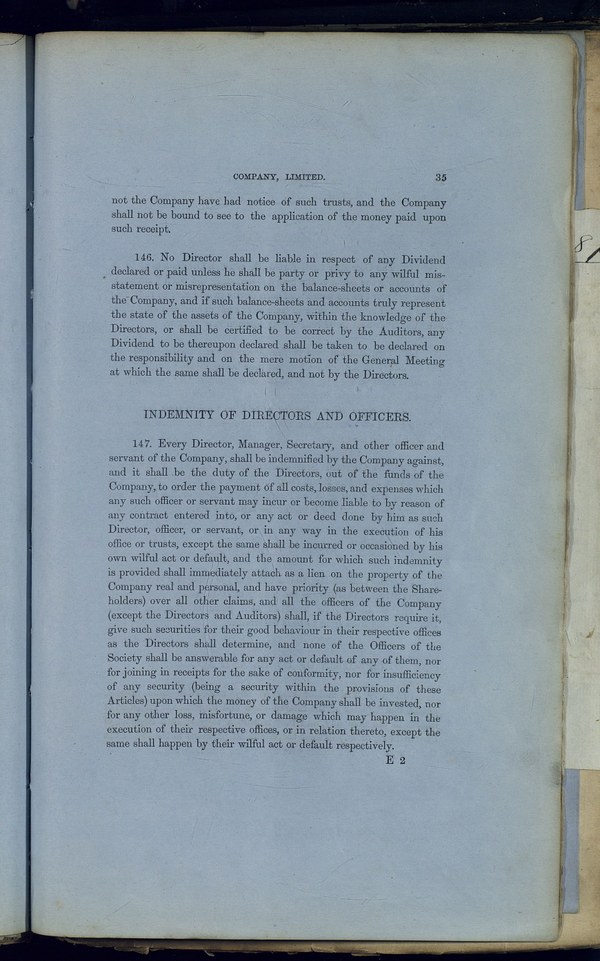 COMPANY, LIMITED. 35
not the Company have had notice of such trusts, and the Company
shall not be bound to see to the application of the money paid upon
such receipt.
146. No Director shall be liable in respect of any Dividend
declared or paid unless he shall be party or privy to any wilful mis-
statement or misrepresentation on the balance-sheets or accounts of
the Company, and if such balance-sheets and accounts truly represent
the state of the assets of the Company, within the knowledge of the
Directors, or shall be certified to be correct by the Auditors, any
Dividend to be thereupon declared shall be taken to be declared on
the responsibility and on the mere motion of the General Meeting
at which the same shall be declared, and not by the Directors.
INDEMNITY OF DIRECTORS AND OFFICERS.
147. Every Director, Manager, Secretary, and other officer and
servant of the Company, shall be indemnified by the Company against,
and it shall be the duty of the Directors, out of the funds of the
Company, to order the payment of all costs, losses, and expenses which
any such officer or servant may incur or become liable to by reason of
any contract entered into, or any act or deed done by him as such
Director, officer, or servant, or in any way in the execution of his
office or trusts, except the same shall be incurred or occasioned by his
own wilful act or default, and the amount for which such indemnity
is provided shall immediately attach as a lien on the property of the
Company real and personal, and have priority (as between the Share-
holders) over all other claims, and all the officers of the Company
(except the Directors and Auditors) shall, if the Directors require it,
give such securities for their good behaviour in their respective offices
as the Directors shall determine, and none of the Officers of the
Society shall be answerable for any act or default of any of them, nor
for joining in receipts for the sake of conformity, nor for insufficiency
of any security (being a security within the provisions of these
Articles) upon which the money of the Company shall be invested, nor
for any other loss, misfortune, or damage which may happen in the
execution of their respective offices, or in relation thereto, except the
same shall happen by their wilful act or default respectively.
E 2
8